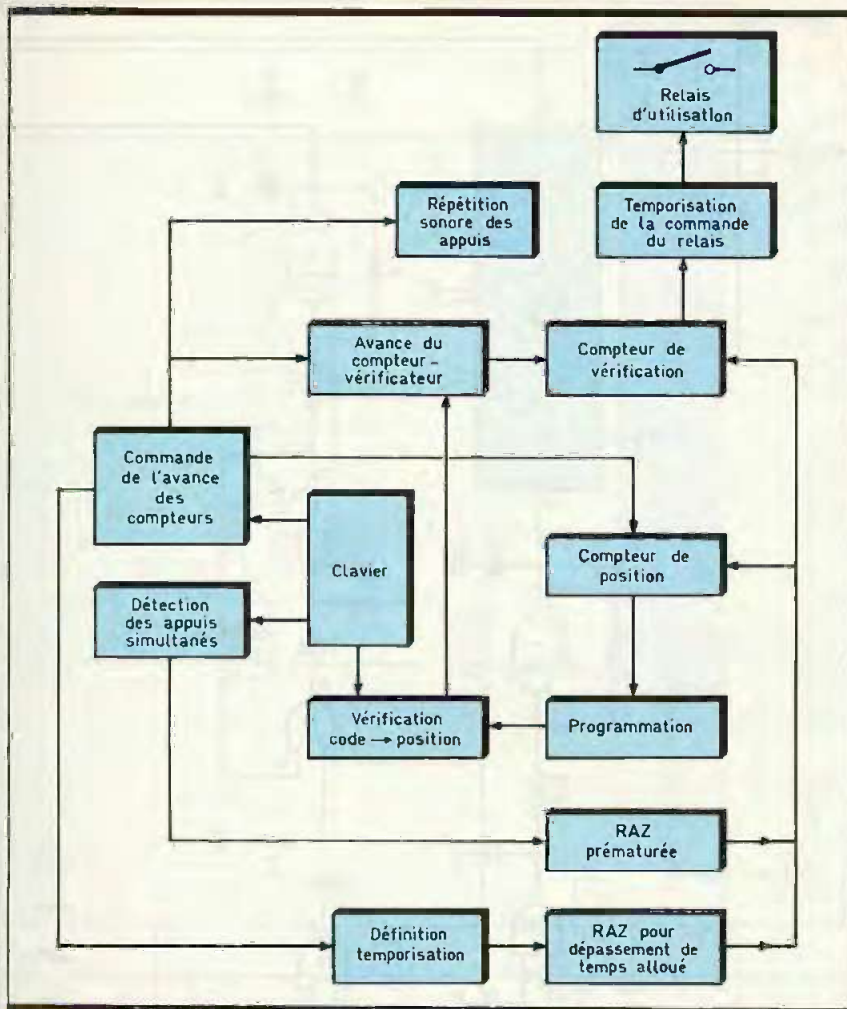 Relais
d'utilisation
Répétition
sonore des
appuis
Temporisation
de la commande
du relais
Avance du
compteur –
vérificateur
Compteur de
vérification
Commande
de l'avance
des
compteurs
Clavier
Compteur de
position
Détection
des appuis
simultanés
Vérification
code → position
Programmation
RAZ
prématurée
Définition
temporisation
RAZ pour
dépassement de
temps alloué